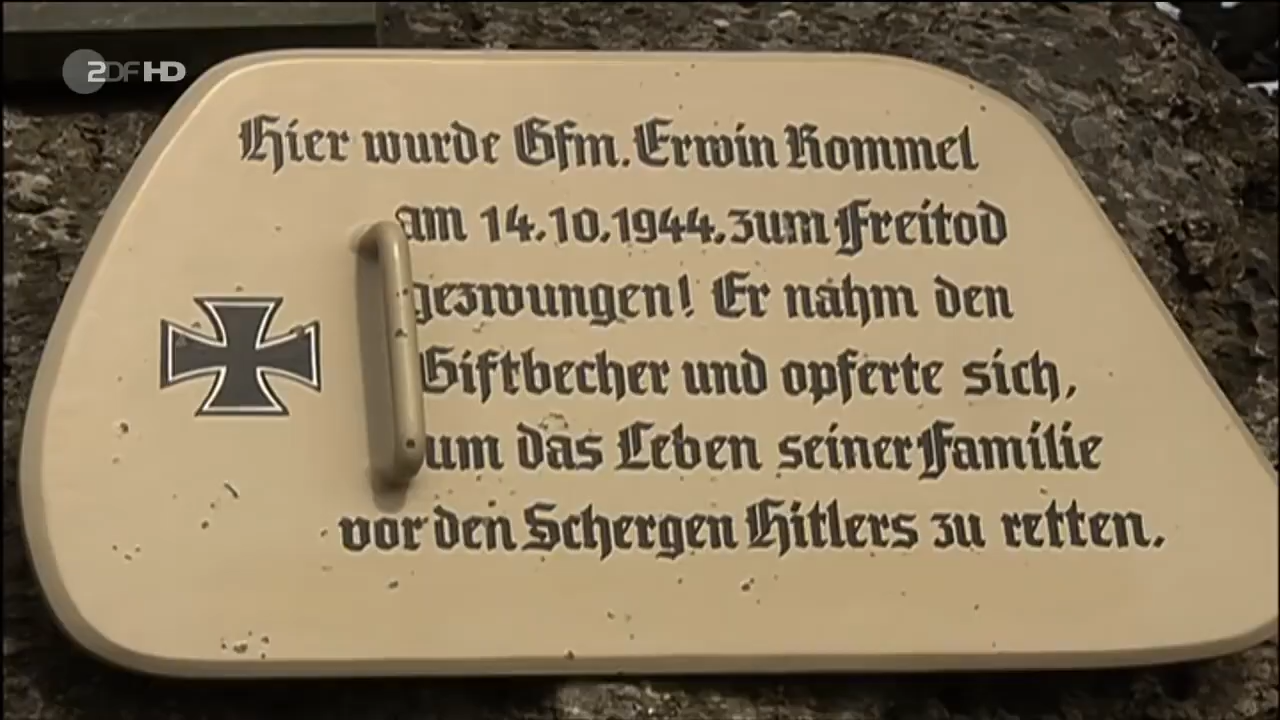 ZDF HD
Hier wurde Gfm. Erwin Rommel
am 14.10.1944. zum Freitod
gezwungen! Er nahm den
Giftbecher und opferte sich,
um das Leben seiner Familie
vor den Schergen Hitlers zu retten.